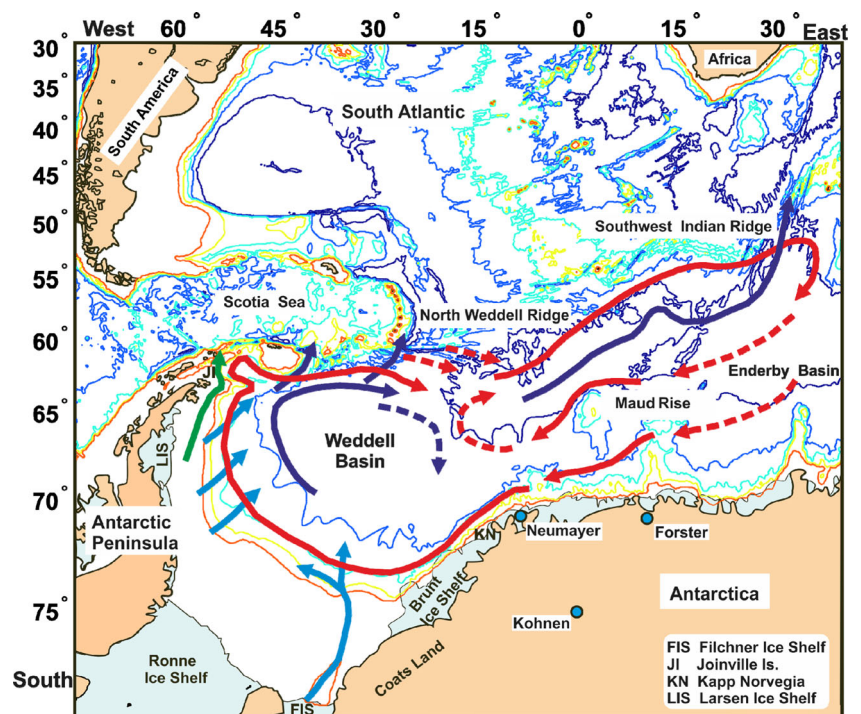 West 60° 45° 30° 15° 0° 15° 30° East
30°
35°
40°
45°
50°
55°
60°
65°
70°
75°
South
South America
Africa
South Atlantic
Southwest Indian Ridge
Scotia Sea
North Weddell Ridge
Enderby Basin
JI
Maud Rise
LIS
Weddell
Basin
Antarctic
Peninsula
KN
Neumayer
Forster
Brunt
Ice Shelf
Antarctica
Kohnen
Ronne
Ice Shelf
Coats Land
FIS
FIS Filchner Ice Shelf
JI Joinville Is.
KN Kapp Norvegia
LIS Larsen Ice Shelf